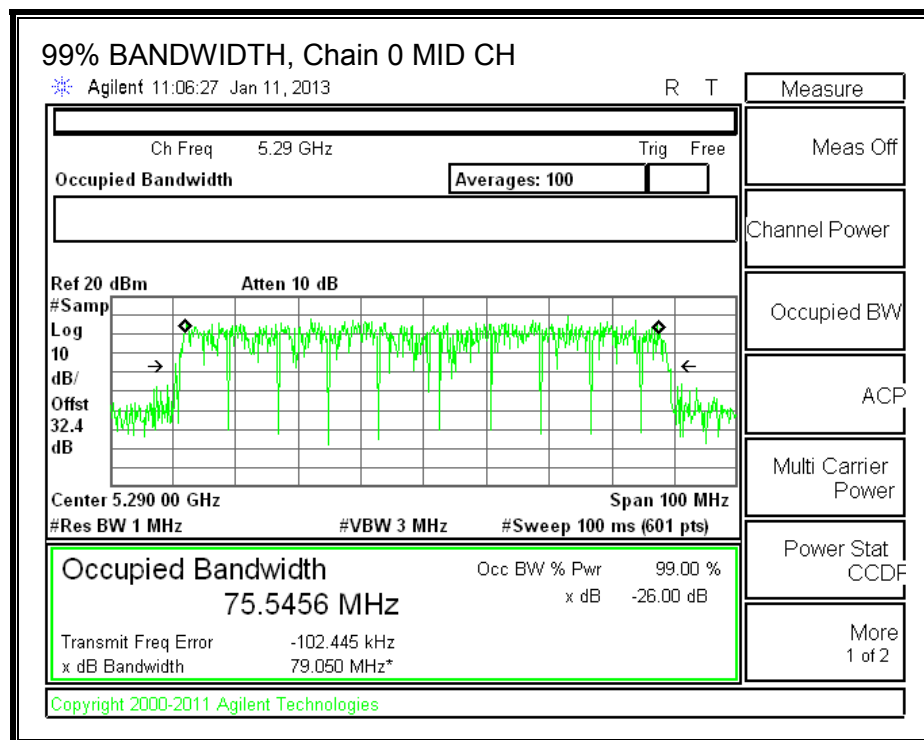 99% BANDWIDTH, Chain 0 MID CH
Agilent 11:06:27 Jan 11, 2013 R T
Measure
Ch Freq 5.29 GHz Trig Free
Meas Off
Occupied Bandwidth Averages: 100
Channel Power
Ref 20 dBm Atten 10 dB
#Samp
Log
10
dB/
Offst
32.4
dB
Occupied BW
ACP
Multi Carrier
Power
Center 5.290 00 GHz Span 100 MHz
#Res BW 1 MHz #VBW 3 MHz #Sweep 100 ms (601 pts)
Power Stat
CCDF
Occupied Bandwidth Occ BW % Pwr 99.00 %
75.5456 MHz x dB -26.00 dB
Transmit Freq Error -102.445 kHz
x dB Bandwidth 79.050 MHz*
More
1 of 2
Copyright 2000-2011 Agilent Technologies